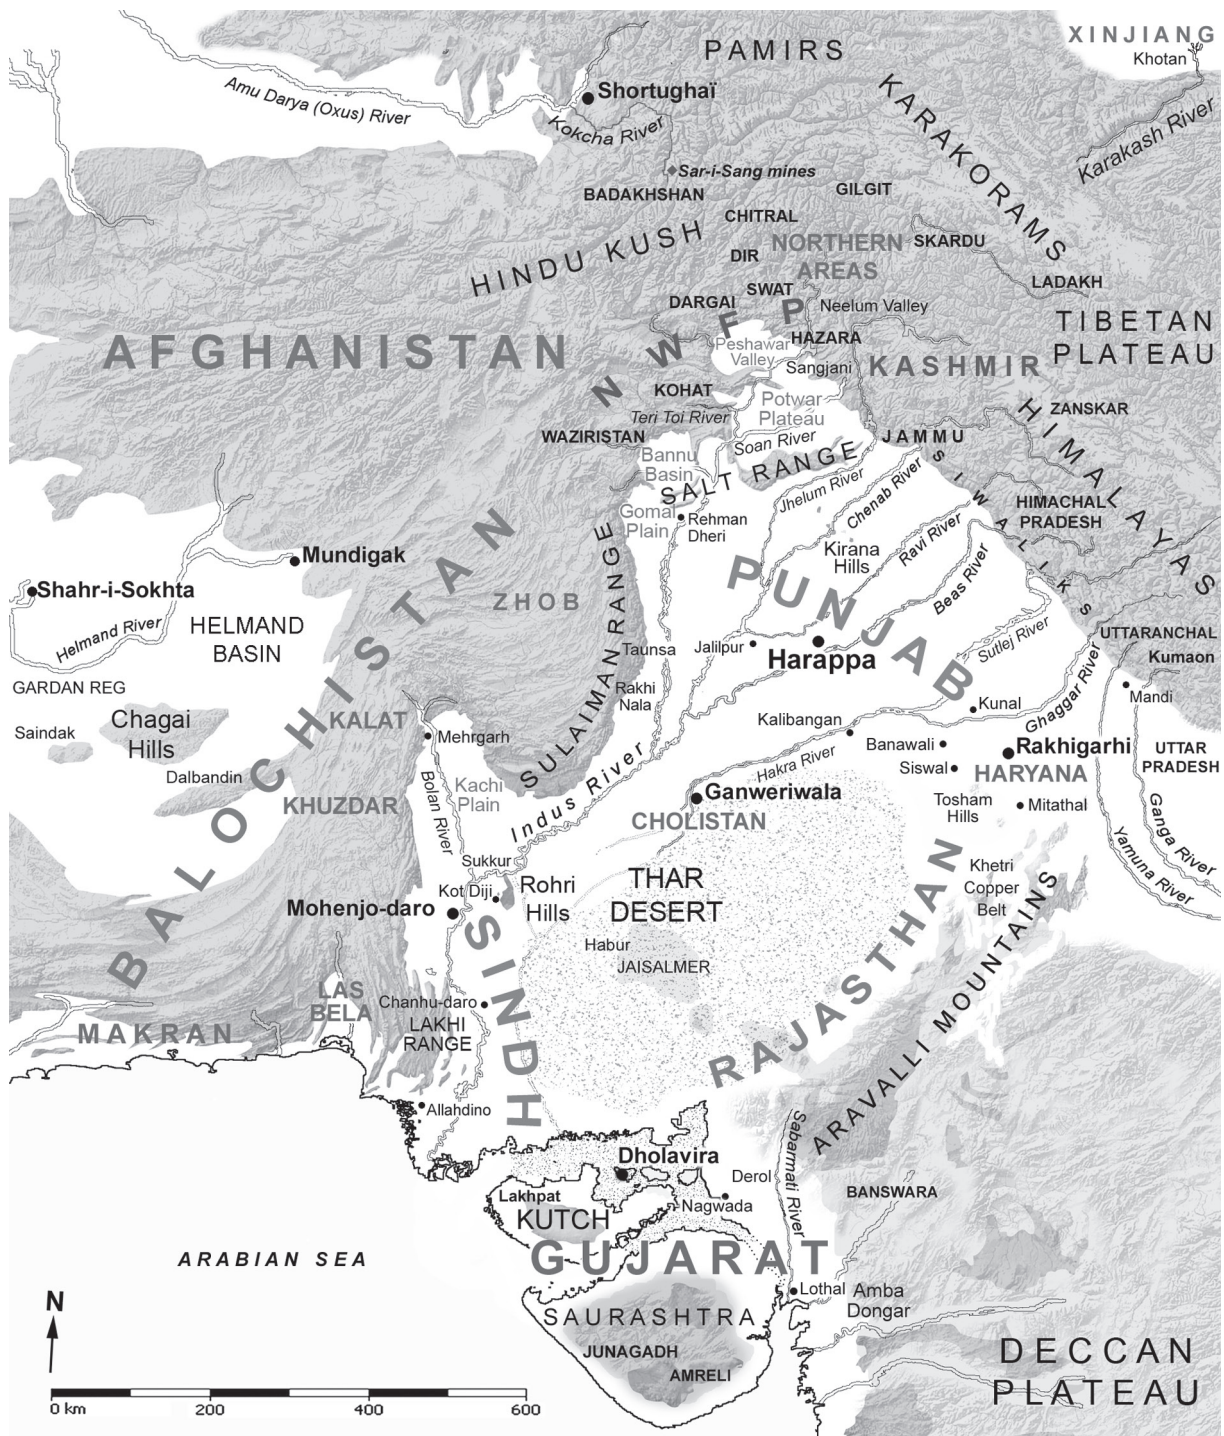 XINJIANG
Khotan
PAMIRS
Shortughaï
Amu Darya (Oxus) River
Kokcha River
KARAKORAMS
Karakash River
Sar-i-Sang mines
BADAKHSHAN
GILGIT
CHITRAL
HINDU KUSH
DIR
NORTHERN
AREAS
SKARDU
LADAKH
SWAT
DARGAI
Neelum Valley
NWFP
TIBETAN
PLATEAU
AFGHANISTAN
Peshawar
Valley
HAZARA
Sangjani
KASHMIR
KOHAT
Potwar
Plateau
Teri Toi River
ZANSKAR
HIMALAYAS
WAZIRISTAN
Soan River
JAMMU
Bannu
Basin
SALT RANGE
SIWALIKS
Jhelum River
Chenab River
HIMACHAL
PRADESH
Gomal
Plain
Rehman
Dheri
Kirana
Hills
Ravi River
Beas River
Mundigak
Shahr-i-Sokhta
Helmand River
HELMAND
BASIN
BALOCHISTAN
ZHOB
SULAIMAN RANGE
PUNJAB
Taunsa
Jalilpur
Harappa
Sutlej River
UTTARANCHAL
Kumaon
GARDAN REG
Rakhi
Nala
Mandi
Chagai
Hills
Saindak
KALAT
Mehrgarh
Kalibangan
Kunal
Ghaggar River
Banawali
Rakhigarhi
UTTAR
PRADESH
Dalbandin
Hakra River
Siswal
HARYANA
Kachi
Plain
Bolan River
Indus River
Ganweriwala
KHUZDAR
CHOLISTAN
Tosham
Hills
Mitathal
Ganga River
Yamuna River
Sukkur
Kot Diji
Rohri
Hills
THAR
DESERT
Khetri
Copper
Belt
Mohenjo-daro
SINDH
Habur
JAISALMER
RAJASTHAN
ARAVALLI MOUNTAINS
LAS
BELA
Chanhu-daro
LAKHI
RANGE
MAKRAN
Allahdino
Sabarmati River
Dholavira
Derol
Lakhpat
KUTCH
Nagwada
BANSWARA
GUJARAT
ARABIAN SEA
Lothal
Amba
Dongar
N
SAURASHTRA
JUNAGADH
AMRELI
DECCAN
PLATEAU
0 km 200 400 600